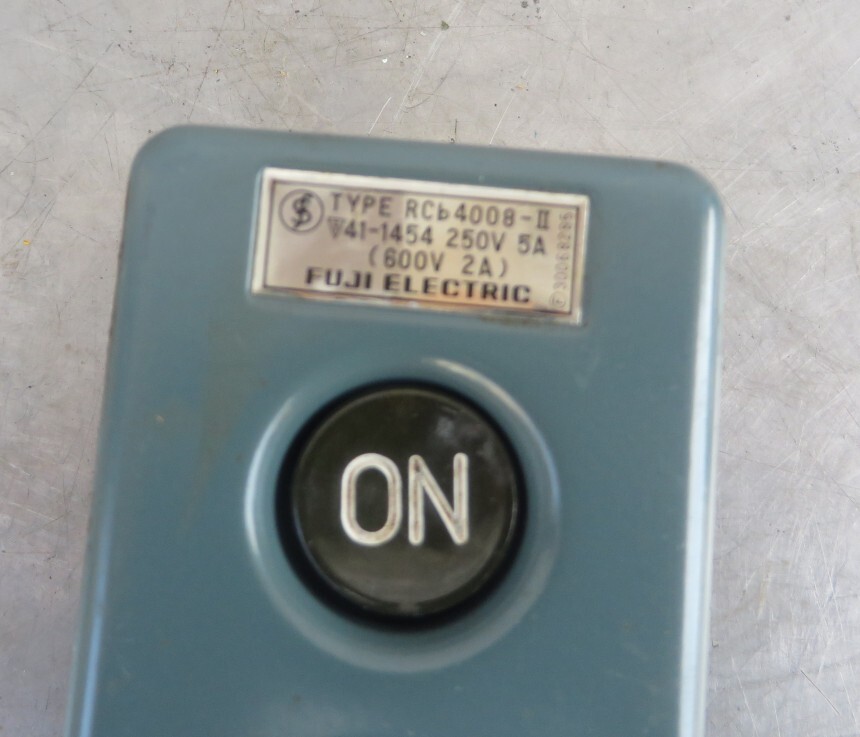 TYPE RCb4008-II
▽41-1454 250V 5A
(600V 2A)
FUJI ELECTRIC
ON